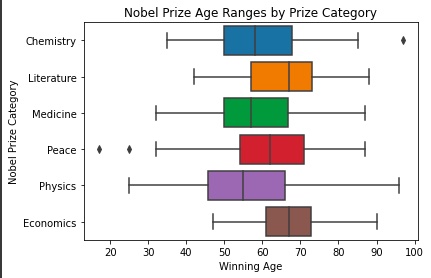 Nobel Prize Age Ranges by Prize Category
Chemistry
Literature
Medicine
Peace
Physics
Economics
Nobel Prize Category
20 30 40 50 60 70 80 90 100
Winning Age